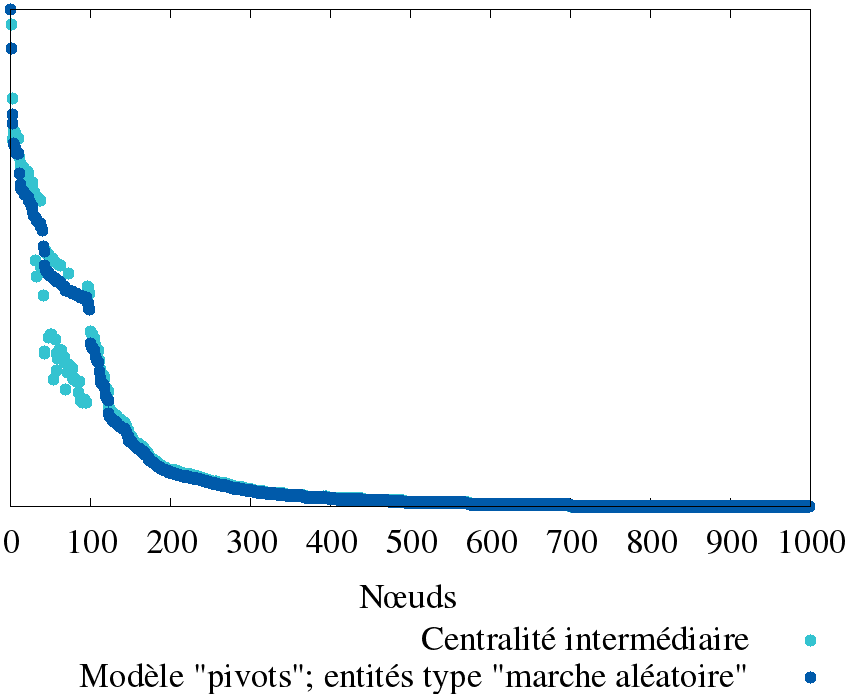 0 100 200 300 400 500 600 700 800 900 1000
Nœuds
Centralité intermédiaire
Modèle "pivots"; entités type "marche aléatoire"